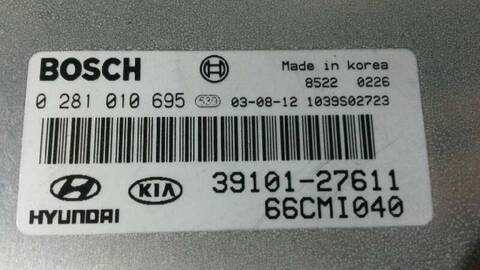 BOSCH
Made in korea
8522 0226
0 281 010 695 03-08-12 1039S02723
39101-27611
HYUNDAI KIA
66CMI040